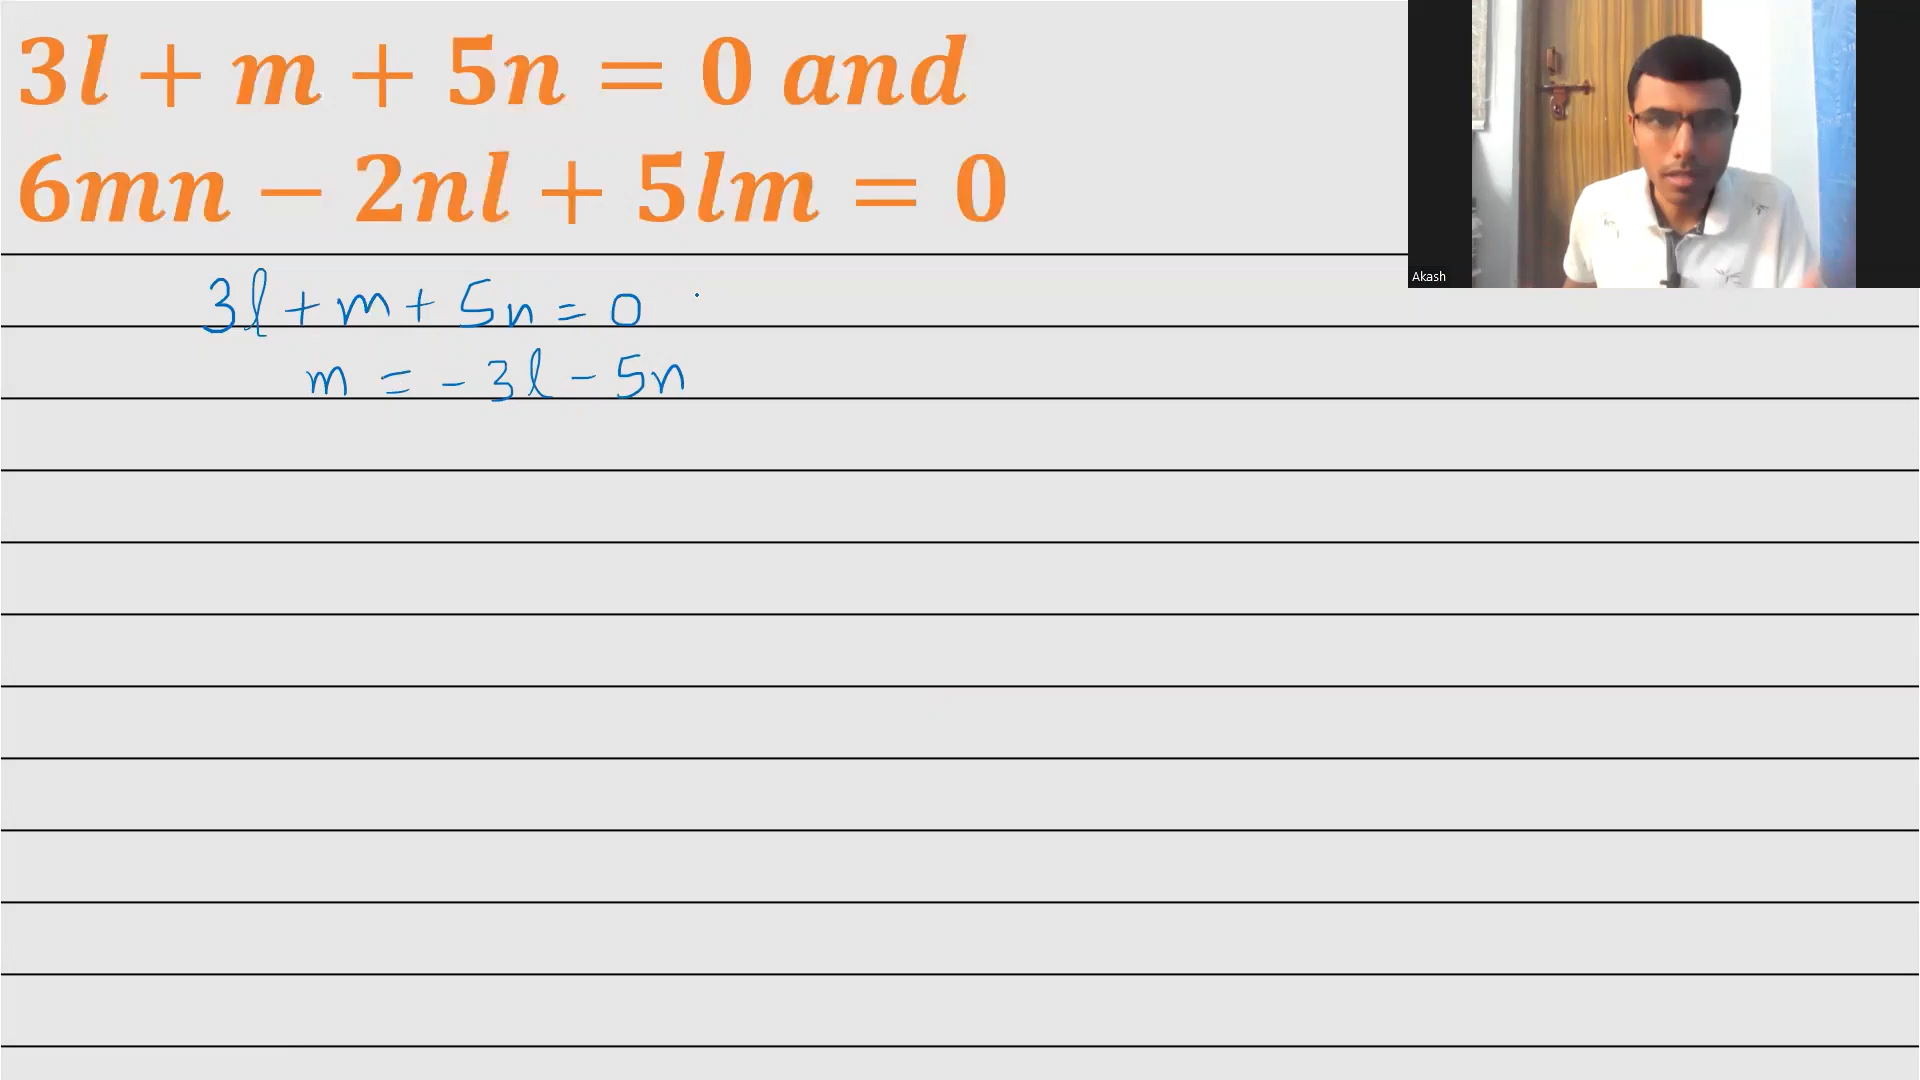 3l + m + 5n = 0 and
6mn − 2nl + 5lm = 0
Akash
3l + m + 5n = 0
m = - 3l - 5n